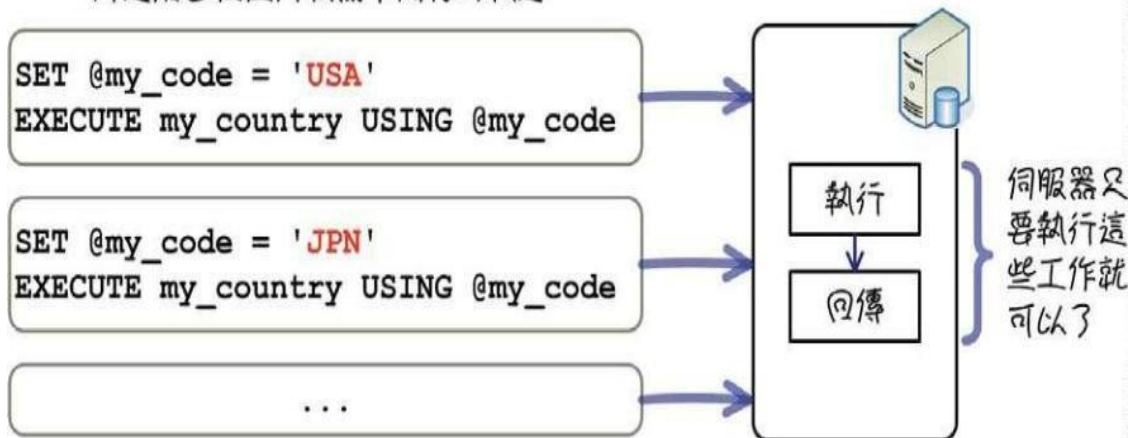 SET @my_code = 'USA'
EXECUTE my_country USING @my_code
SET @my_code = 'JPN'
EXECUTE my_country USING @my_code
...
執行
回傳
伺服器只
要執行這
些工作就
可以了